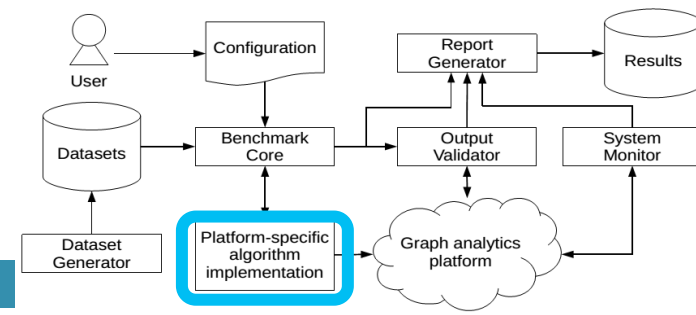 User
Configuration
Report
Generator
Results
Datasets
Benchmark
Core
Output
Validator
System
Monitor
Dataset
Generator
Platform-specific
algorithm
implementation
Graph analytics
platform